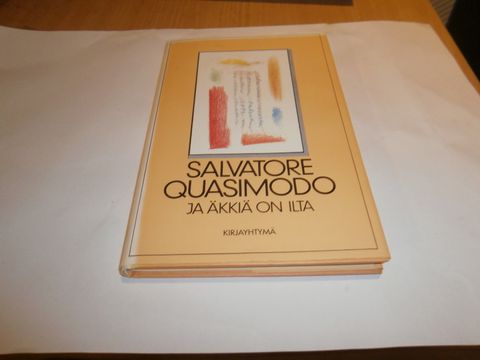 SALVATORE
QUASIMODO
JA ÄKKIÄ ON ILTA
KIRJAYHTYMÄ